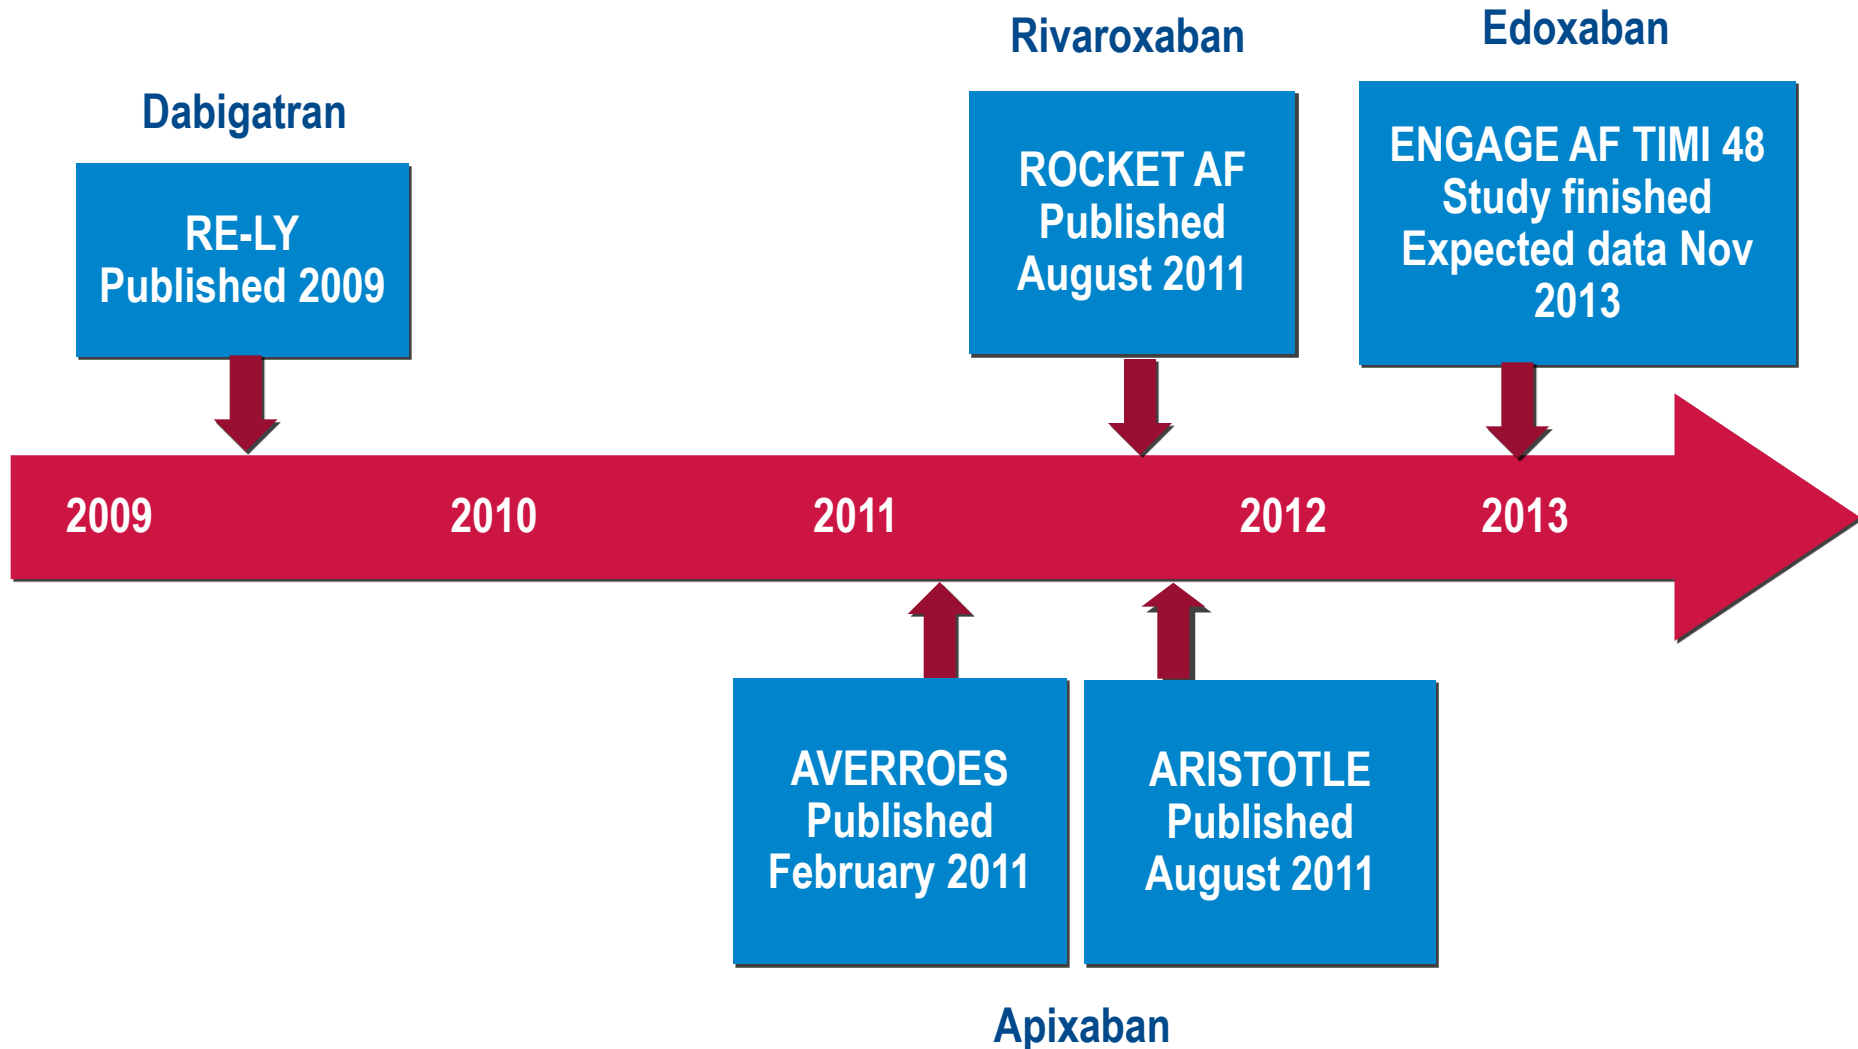 Dabigatran
RE-LY
Published 2009
Rivaroxaban
ROCKET AF
Published
August 2011
Edoxaban
ENGAGE AF TIMI 48
Study finished
Expected data Nov
2013
2009
2010
2011
2012
2013
AVERROES
Published
February 2011
ARISTOTLE
Published
August 2011
Apixaban